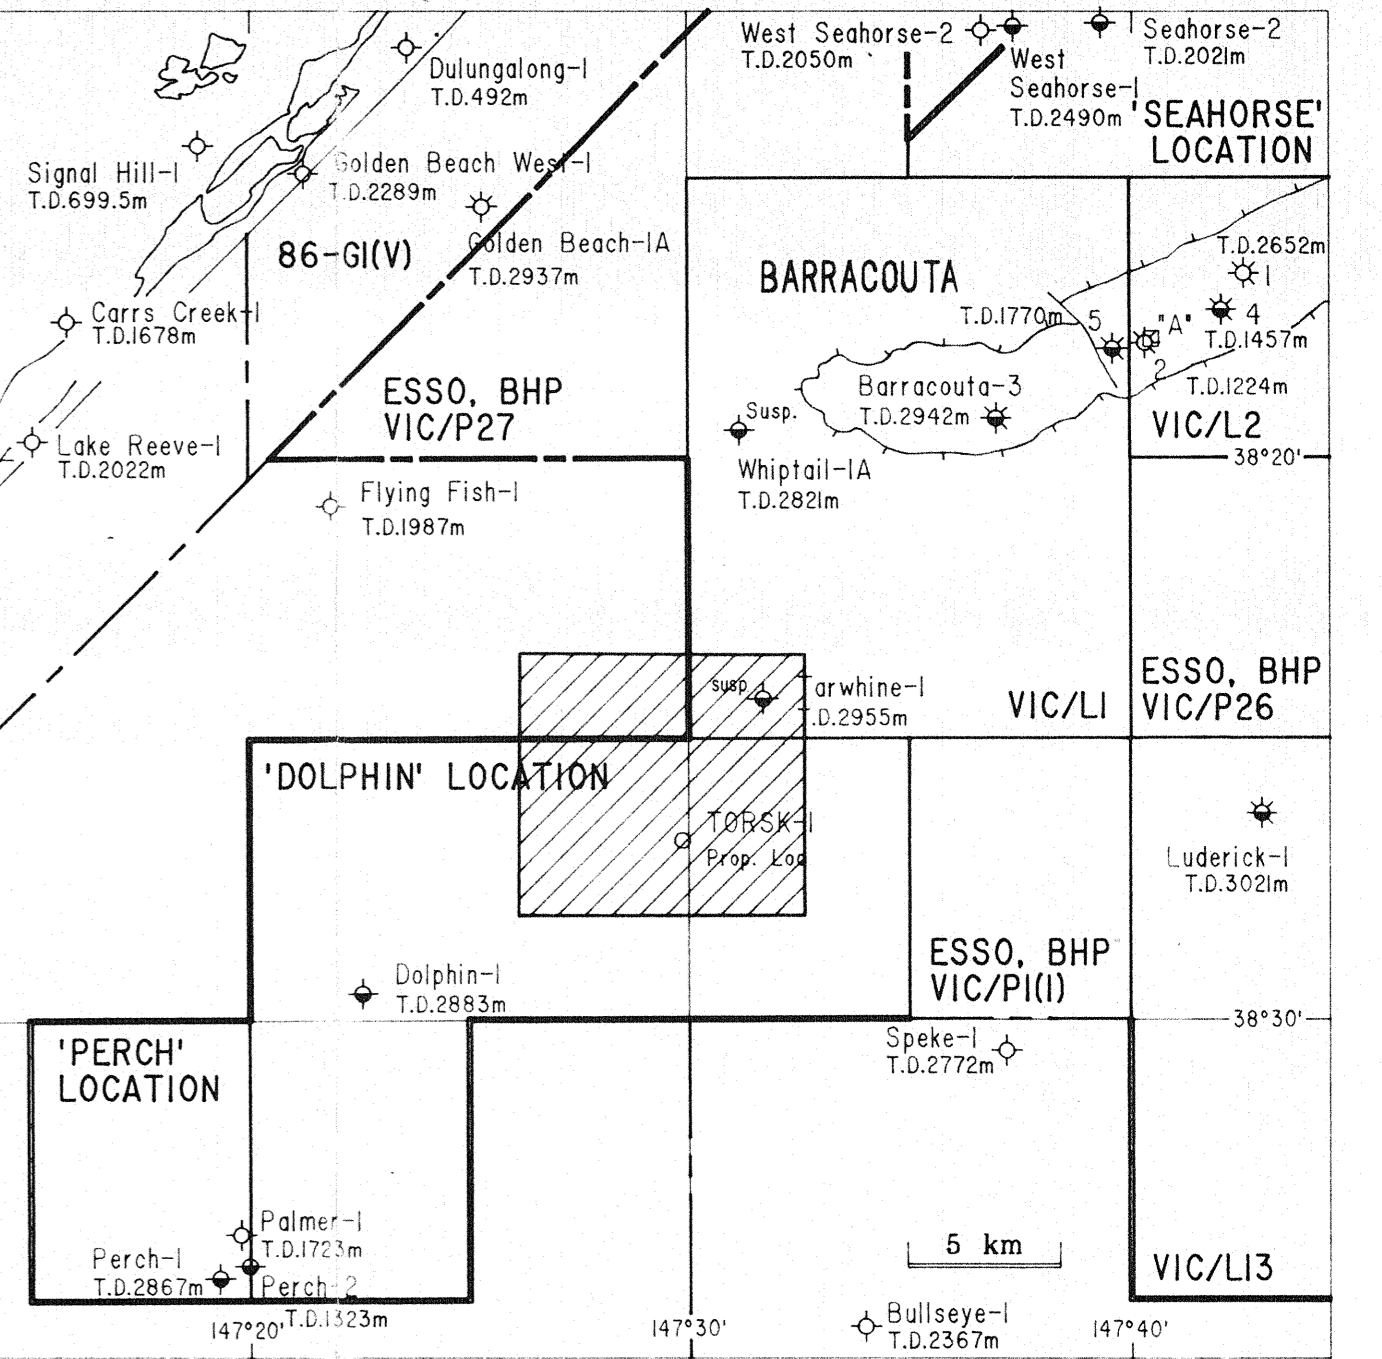 West Seahorse-2
T.D.2050m
Seahorse-2
T.D.2021m
West
Seahorse-1
T.D.2490m
'SEAHORSE'
LOCATION
Dulungalong-1
T.D.492m
Signal Hill-1
T.D.699.5m
Golden Beach West-1
T.D.2289m
86-G1(V)
Golden Beach-1A
T.D.2937m
Carrs Creek-1
T.D.1678m
BARRACOUTA
T.D.2652m
1
T.D.1770m
5
"A"
4
T.D.1457m
2
T.D.1224m
ESSO, BHP
VIC/P27
Barracouta-3
T.D.2942m
Susp.
Whiptail-1A
T.D.2821m
VIC/L2
38°20'
Lake Reeve-1
T.D.2022m
Flying Fish-1
T.D.1987m
susp
arwhine-1
.D.2955m
VIC/L1
ESSO, BHP
VIC/P26
'DOLPHIN' LOCATION
TORSK-1
Prop. Loc
Luderick-1
T.D.3021m
ESSO, BHP
VIC/P1(1)
Dolphin-1
T.D.2883m
38°30'
'PERCH'
LOCATION
Speke-1
T.D.2772m
Palmer-1
T.D.1723m
Perch-1
T.D.2867m
Perch-2
T.D.1323m
5 km
VIC/L13
Bullseye-1
T.D.2367m
147°20'
147°30'
147°40'